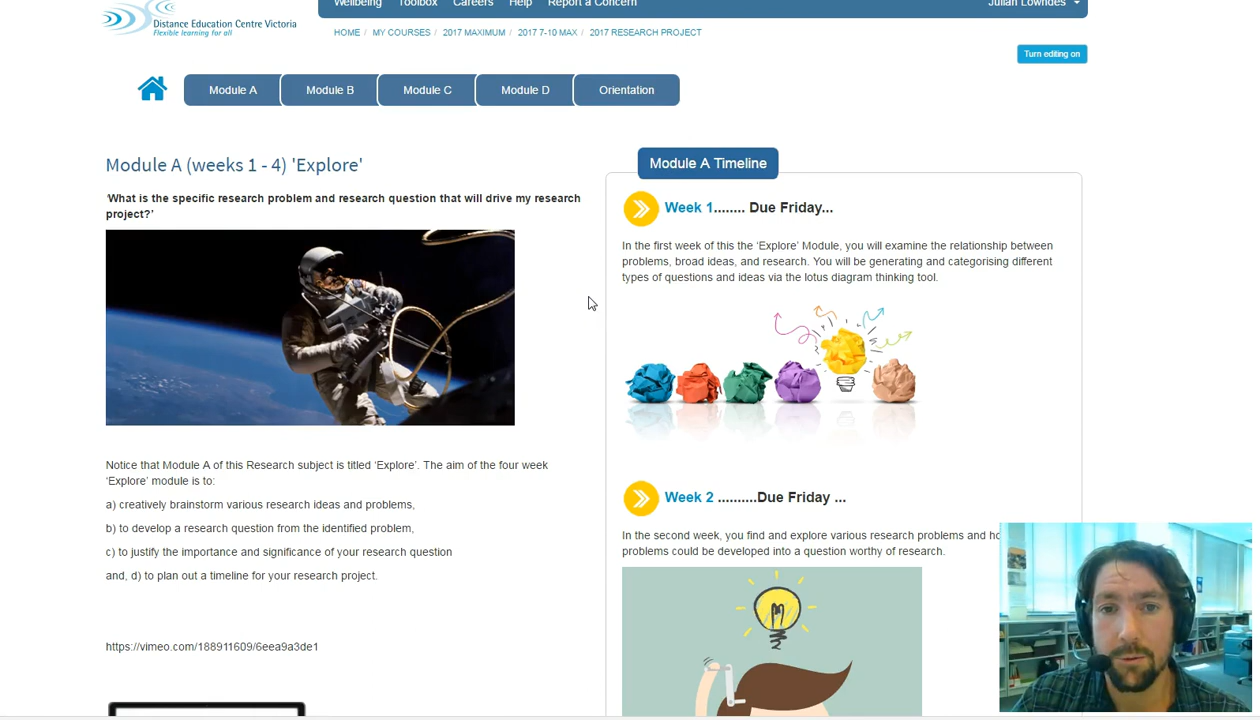 Wellbeing Toolbox Careers Help Report a Concern
Julian Lowndes
Distance Education Centre Victoria
Flexible learning for all
HOME / MY COURSES / 2017 MAXIMUM / 2017 7-10 MAX / 2017 RESEARCH PROJECT
Turn editing on
Module A Module B Module C Module D Orientation
Module A (weeks 1 - 4) 'Explore'
'What is the specific research problem and research question that will drive my research
project?'
Notice that Module A of this Research subject is titled 'Explore'. The aim of the four week
'Explore' module is to:
a) creatively brainstorm various research ideas and problems,
b) to develop a research question from the identified problem,
c) to justify the importance and significance of your research question
and, d) to plan out a timeline for your research project.
https://vimeo.com/188911609/6eea9a3de1
Module A Timeline
Week 1........ Due Friday...
In the first week of this the 'Explore' Module, you will examine the relationship between
problems, broad ideas, and research. You will be generating and categorising different
types of questions and ideas via the lotus diagram thinking tool.
Week 2 ..........Due Friday ...
In the second week, you find and explore various research problems and
problems could be developed into a question worthy of research.